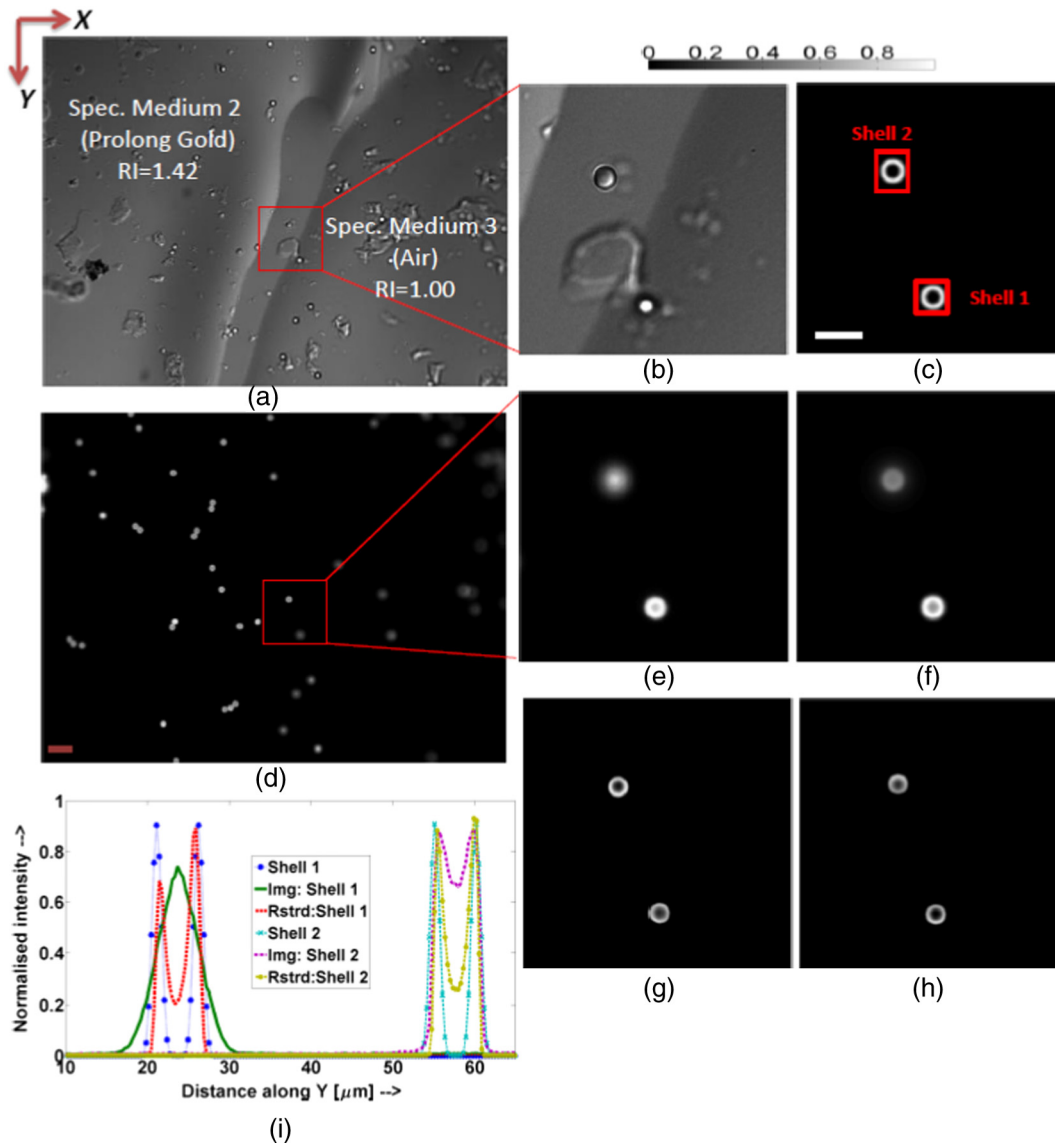 X
Y
Spec. Medium 2
(Prolong Gold)
RI=1.42
Spec. Medium 3
(Air)
RI=1.00
(a)
0 0.2 0.4 0.6 0.8
(b)
Shell 2
Shell 1
(c)
(d)
(e)
(f)
(g)
(h)
Normalised intensity -->
1
0.8
0.6
0.4
0.2
0
Shell 1
Img: Shell 1
Rstrd:Shell 1
Shell 2
Img: Shell 2
Rstrd:Shell 2
10 20 30 40 50 60
Distance along Y [μm] -->
(i)